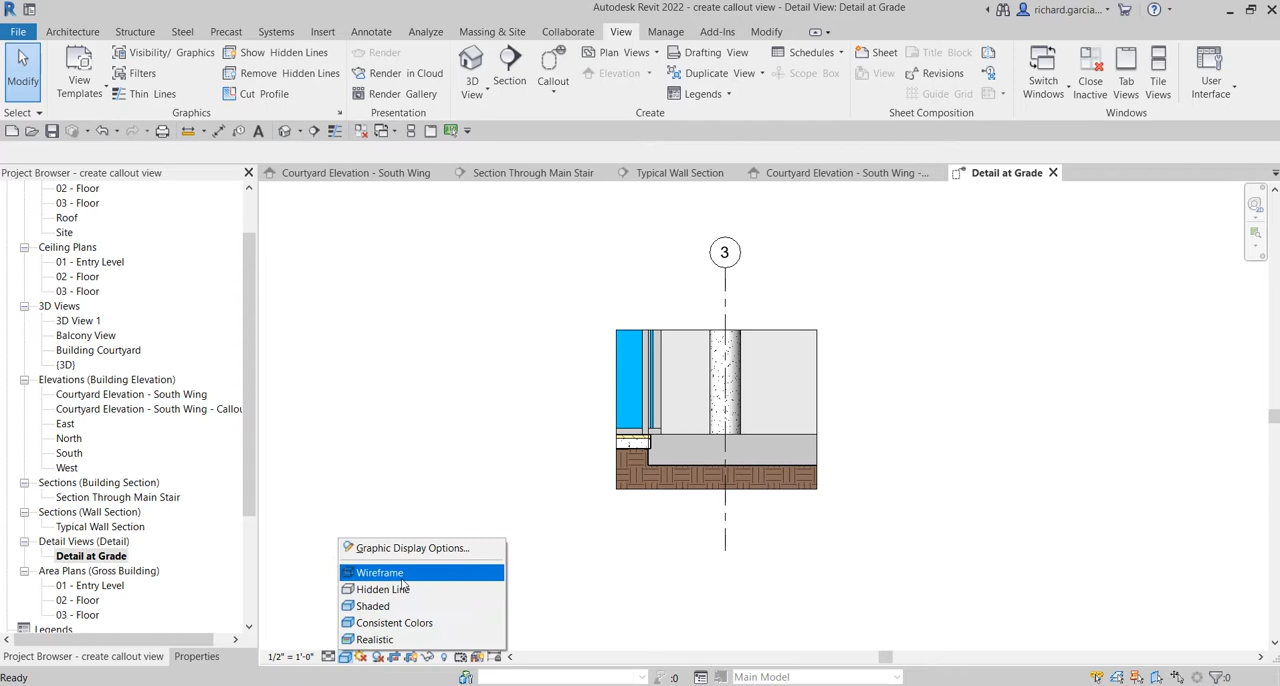 Autodesk Revit 2022 - create callout view - Detail View: Detail at Grade
richard.garcia...
File Architecture Structure Steel Precast Systems Insert Annotate Analyze Massing & Site Collaborate View Manage Add-Ins Modify
Modify
View Templates
Visibility/ Graphics
Filters
Thin Lines
Show Hidden Lines
Remove Hidden Lines
Cut Profile
Render
Render in Cloud
Render Gallery
3D View
Section
Callout
Plan Views
Elevation
Drafting View
Duplicate View
Legends
Schedules
Scope Box
Sheet
View
Title Block
Revisions
Guide Grid
Switch Windows
Close Inactive
Tab Views
Tile Views
User Interface
Select Graphics Presentation Create Sheet Composition Windows
Project Browser - create callout view
Courtyard Elevation - South Wing
Section Through Main Stair
Typical Wall Section
Courtyard Elevation - South Wing -...
Detail at Grade
02 - Floor
03 - Floor
Roof
Site
Ceiling Plans
01 - Entry Level
02 - Floor
03 - Floor
3D Views
3D View 1
Balcony View
Building Courtyard
{3D}
Elevations (Building Elevation)
Courtyard Elevation - South Wing
Courtyard Elevation - South Wing - Callou
East
North
South
West
Sections (Building Section)
Section Through Main Stair
Sections (Wall Section)
Typical Wall Section
Detail Views (Detail)
Detail at Grade
Area Plans (Gross Building)
01 - Entry Level
02 - Floor
03 - Floor
Legends
3
Graphic Display Options...
Wireframe
Hidden Line
Shaded
Consistent Colors
Realistic
Project Browser - create callout view Properties
1/2" = 1'-0"
Ready
:0
Main Model
:0